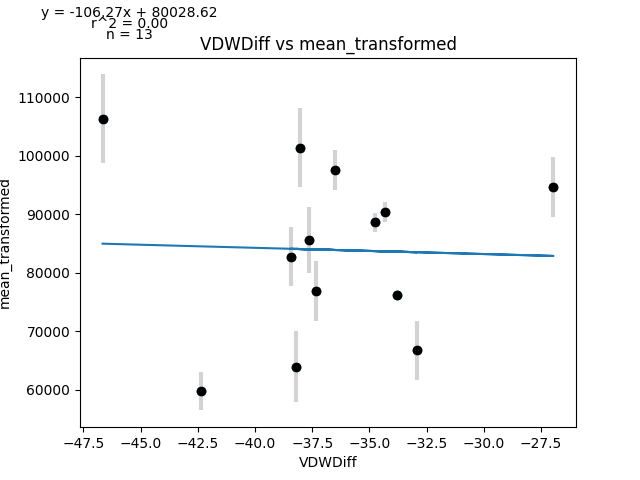 y = -106.27x + 80028.62
r^2 = 0.00
n = 13
VDWDiff vs mean_transformed
110000
100000
90000
80000
70000
60000
mean_transformed
−47.5 −45.0 −42.5 −40.0 −37.5 −35.0 −32.5 −30.0 −27.5
VDWDiff